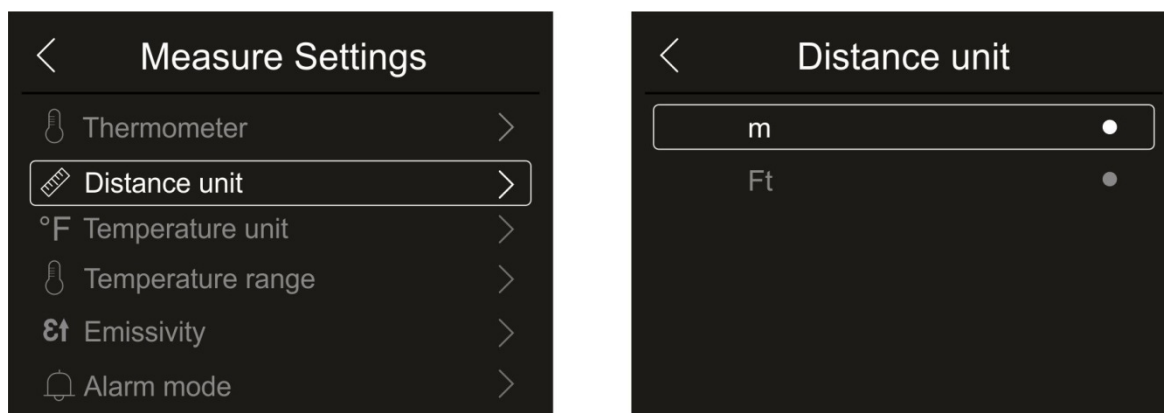 Measure Settings
Thermometer
Distance unit
°F Temperature unit
Temperature range
Ɛ↑ Emissivity
Alarm mode
Distance unit
m
Ft